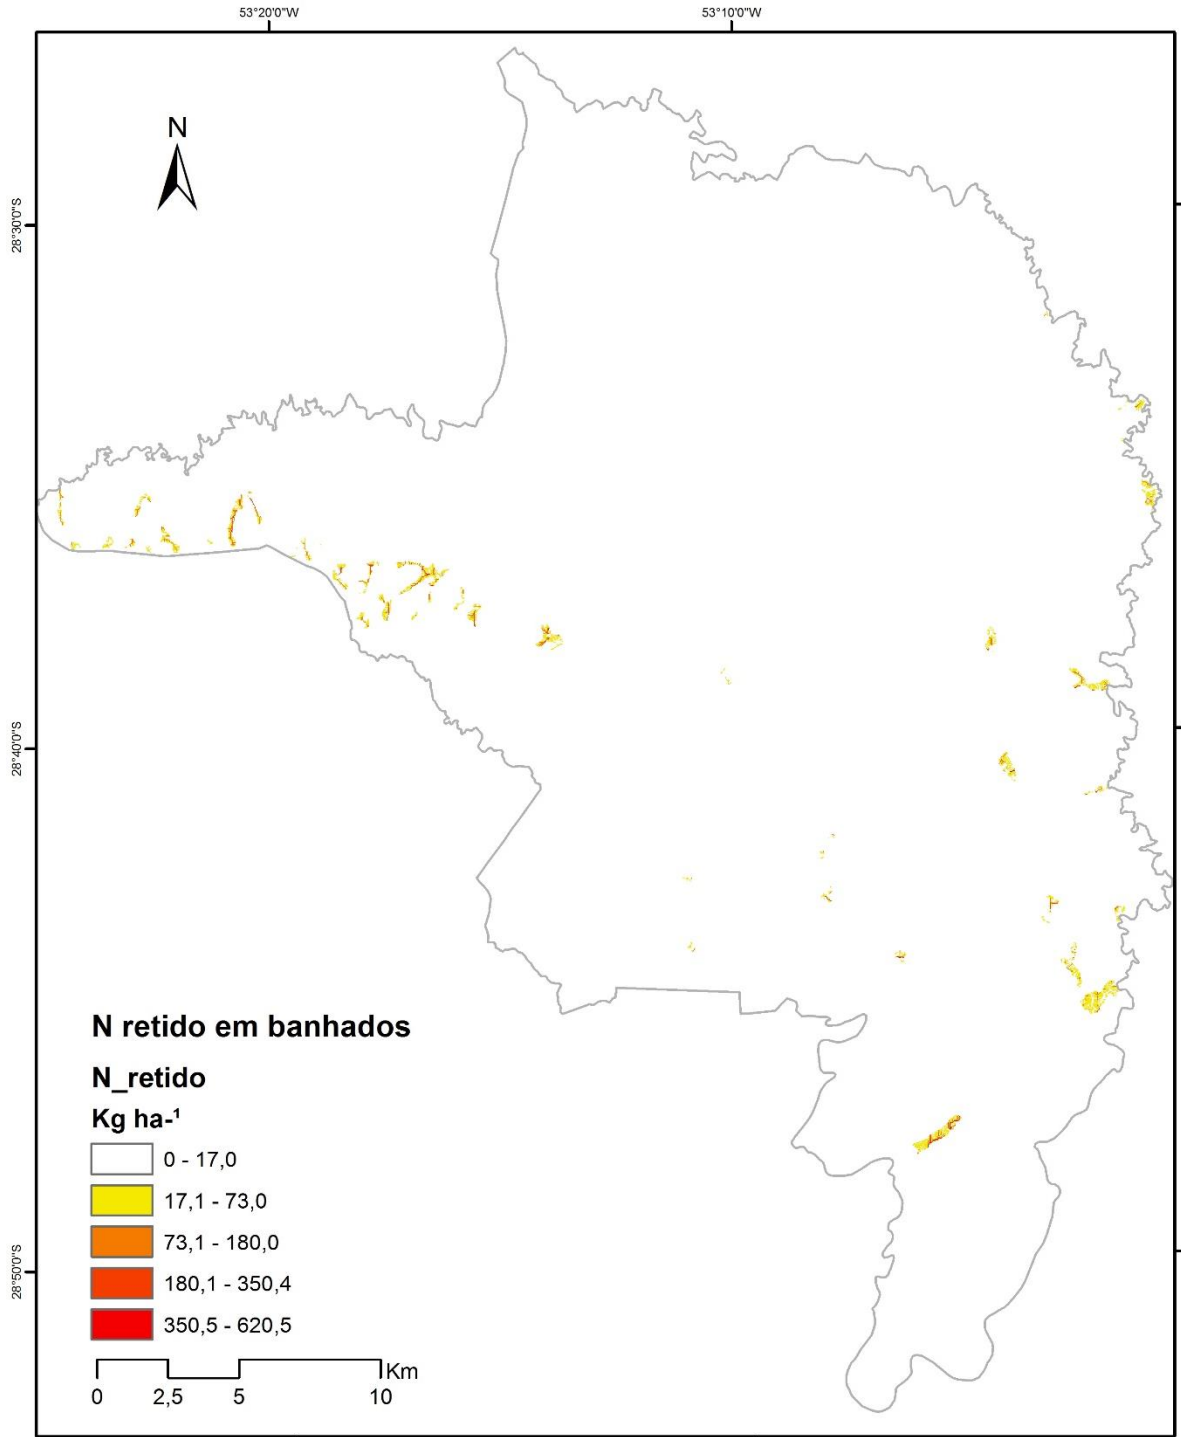 53°20'0"W
53°10'0"W
N
28°30'0"S
28°40'0"S
28°50'0"S
N retido em banhados
N_retido
Kg ha-¹
0 - 17,0
17,1 - 73,0
73,1 - 180,0
180,1 - 350,4
350,5 - 620,5
Km
0 2,5 5 10